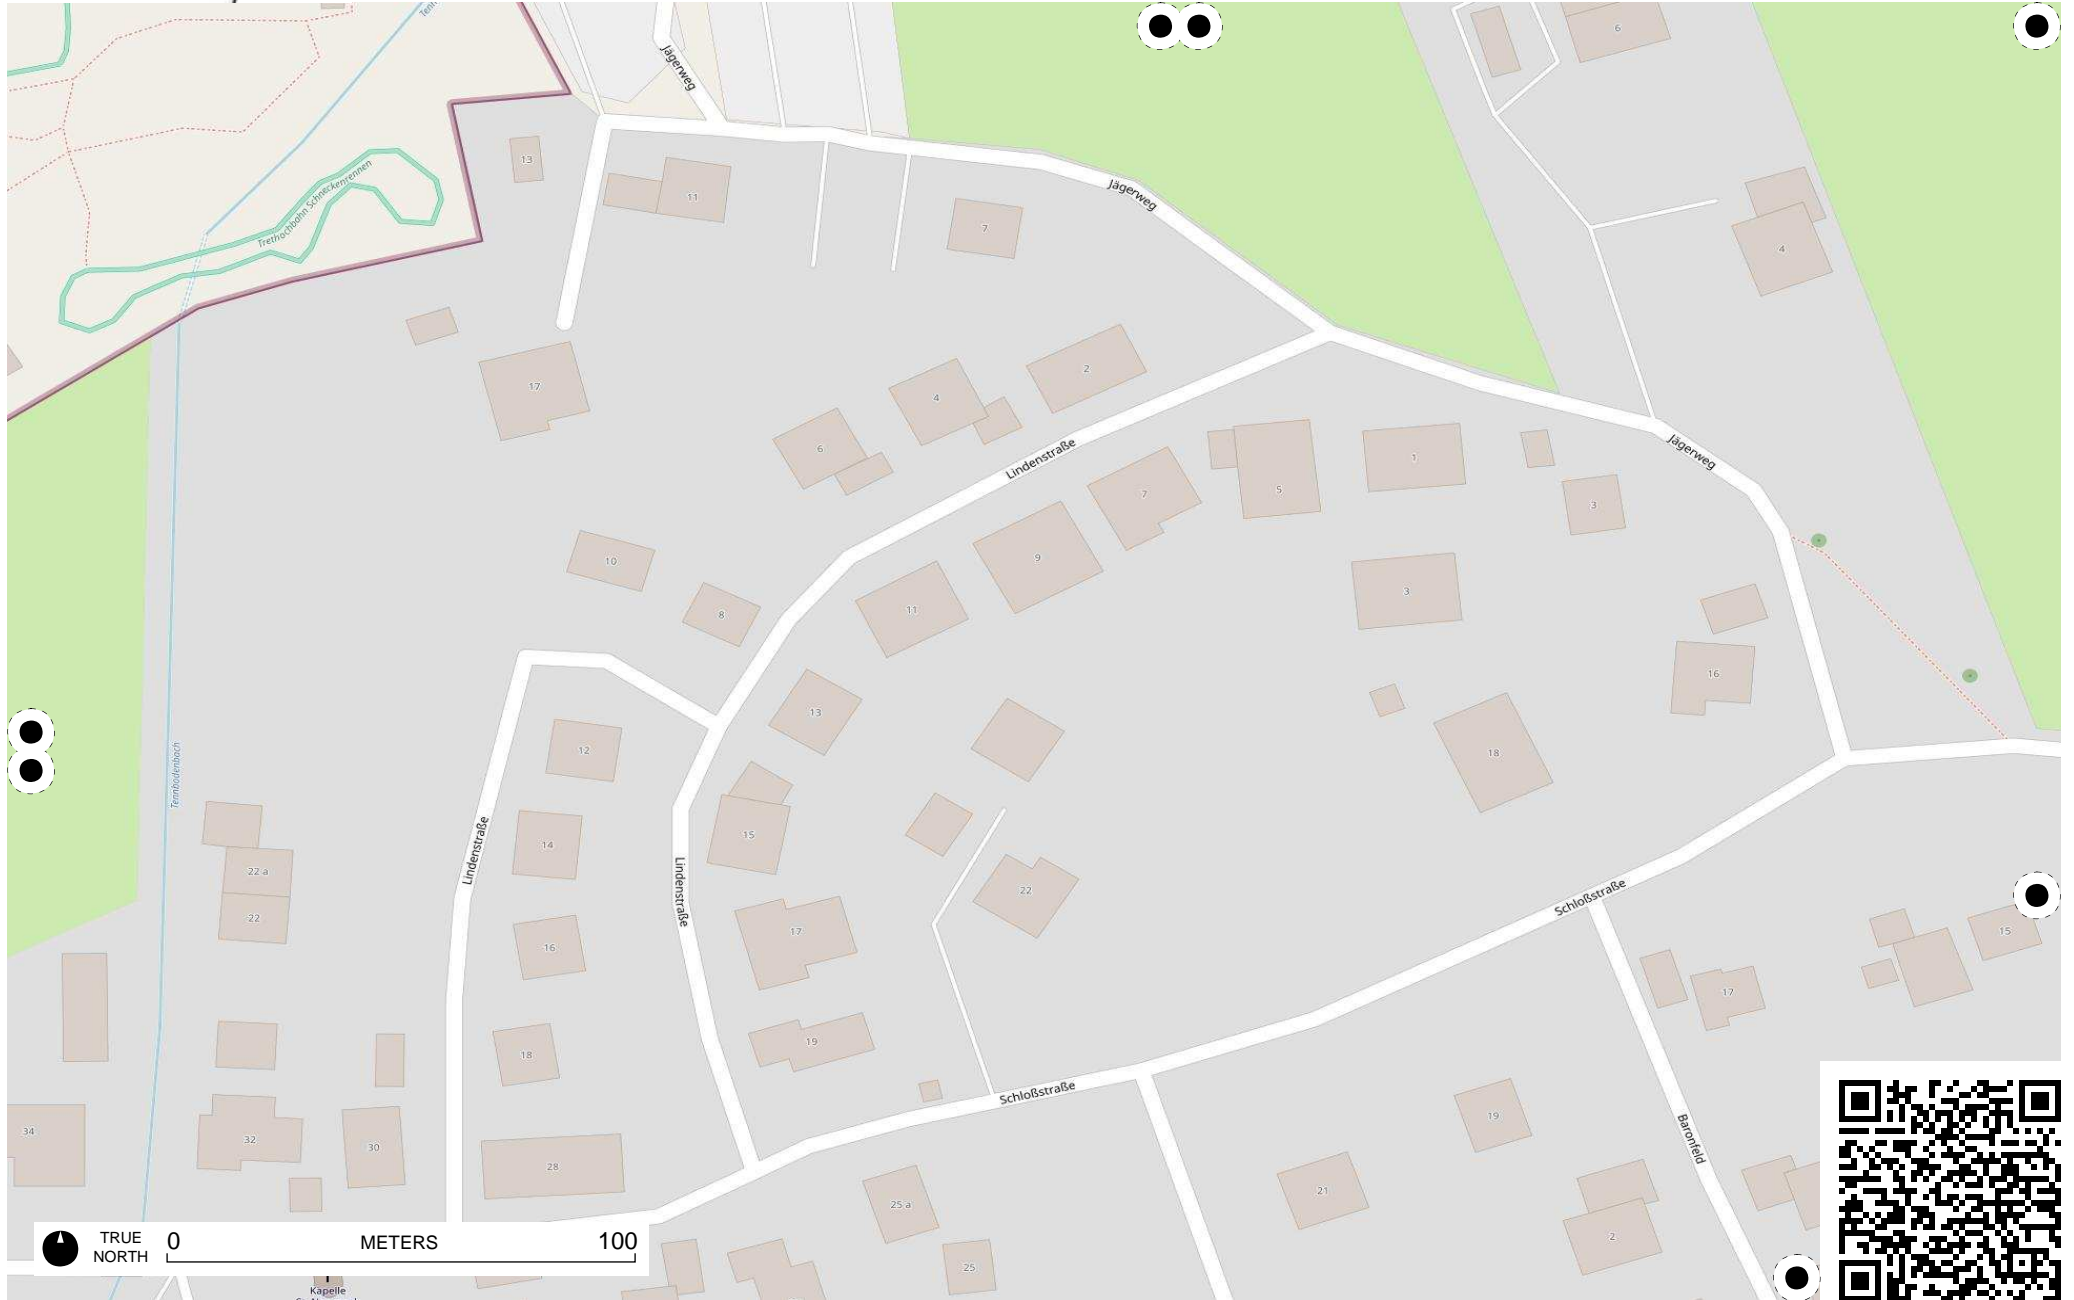 Jägerweg
6
13
11
Trethochbahn Schneckenrennen
Jägerweg
7
4
17
2
4
6
Lindenstraße
7
5
1
Jägerweg
3
10
9
8
11
3
16
13
12
18
Tennbodenbach
15
14
Lindenstraße
22 a
Lindenstraße
22
Schloßstraße
22
17
15
16
17
19
18
Schloßstraße
19
34
32
30
Baronfeld
28
21
25 a
2
TRUE
NORTH
0
METERS
100
25
Kapelle